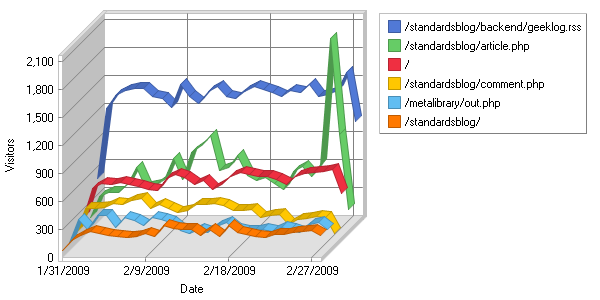 2,100
1,800
1,500
1,200
900
600
300
0
Visitors
1/31/2009 2/9/2009 2/18/2009 2/27/2009
Date
/standardsblog/backend/geeklog.rss
/standardsblog/article.php
/
/standardsblog/comment.php
/metalibrary/out.php
/standardsblog/